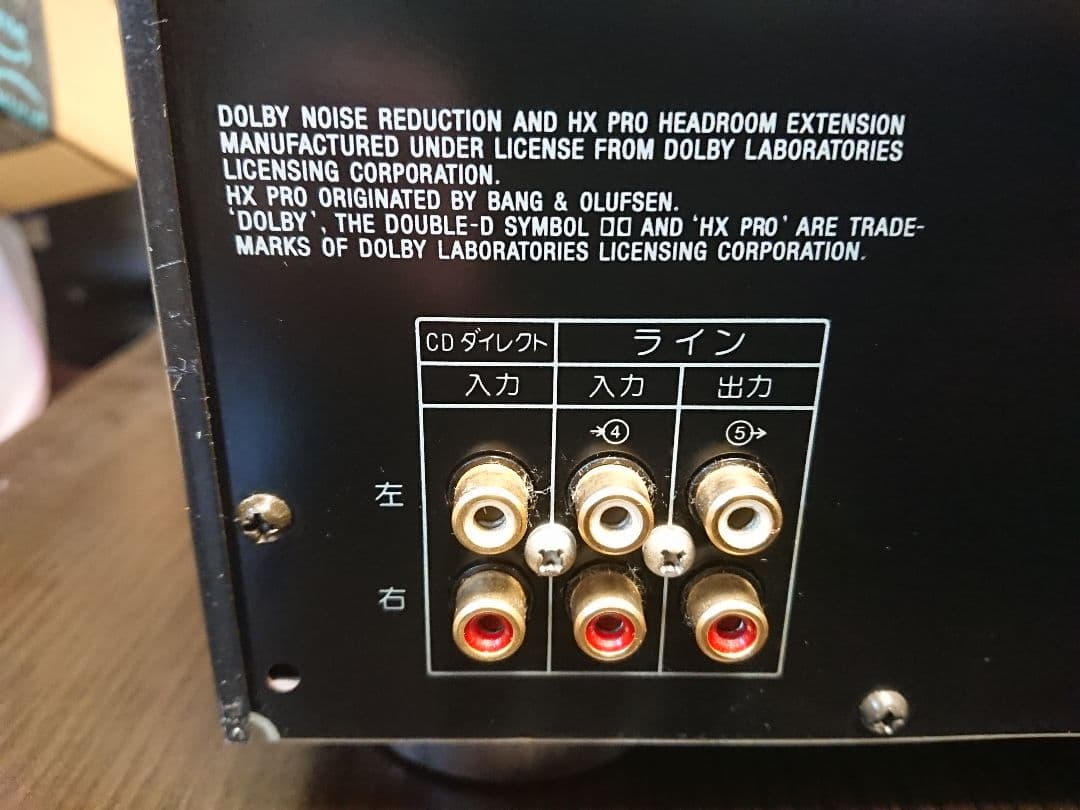 DOLBY NOISE REDUCTION AND HX PRO HEADROOM EXTENSION
MANUFACTURED UNDER LICENSE FROM DOLBY LABORATORIES
LICENSING CORPORATION.
HX PRO ORIGINATED BY BANG & OLUFSEN.
'DOLBY', THE DOUBLE-D SYMBOL AND 'HX PRO' ARE TRADE-
MARKS OF DOLBY LABORATORIES LICENSING CORPORATION.
CDダイレクト ライン
入力 入力 出力
→④ ⑤→
左
右